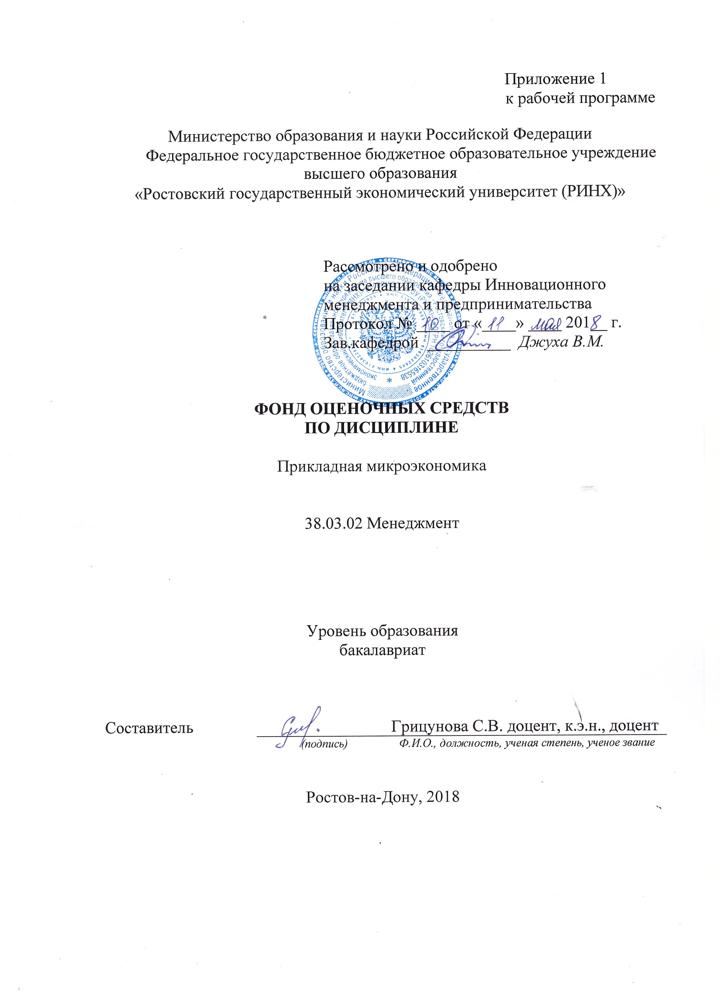 Приложение 1
к рабочей программе
Министерство образования и науки Российской Федерации
Федеральное государственное бюджетное образовательное учреждение
высшего образования
«Ростовский государственный экономический университет (РИНХ)»
Рассмотрено и одобрено
на заседании кафедры Инновационного
менеджмента и предпринимательства
Протокол № 10 от « 11 » мая 2018 г.
Зав.кафедрой Джуха В.М.
ФОНД ОЦЕНОЧНЫХ СРЕДСТВ
ПО ДИСЦИПЛИНЕ
Прикладная микроэкономика
38.03.02 Менеджмент
Уровень образования
бакалавриат
Составитель Грицунова С.В. доцент, к.э.н., доцент
(подпись) Ф.И.О., должность, ученая степень, ученое звание
Ростов-на-Дону, 2018